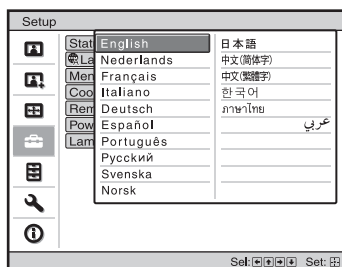 Setup
Stat
La
Men
Coo
Rem
Pow
Lam
English
Nederlands
Français
Italiano
Deutsch
Español
Português
Русский
Svenska
Norsk
日本語
中文(简体字)
中文(繁體字)
한국어
ภาษาไทย
عربي
Sel: Set: